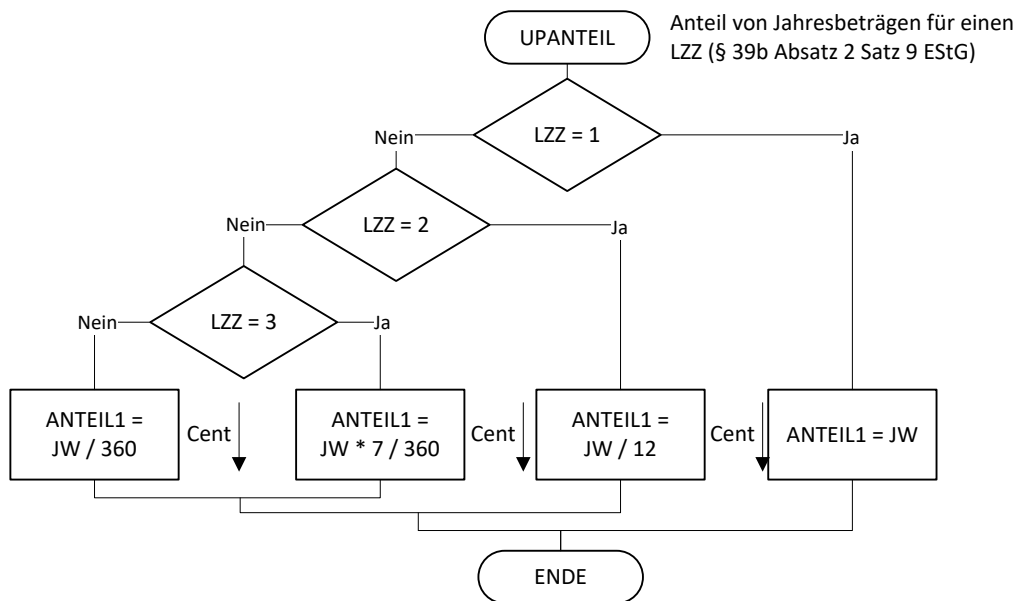 UPANTEIL
Anteil von Jahresbeträgen für einen
LZZ (§ 39b Absatz 2 Satz 9 EStG)
LZZ = 1
Nein
Ja
LZZ = 2
Nein
Ja
LZZ = 3
Nein
Ja
ANTEIL1 =
JW / 360
Cent
ANTEIL1 =
JW * 7 / 360
Cent
ANTEIL1 =
JW / 12
Cent
ANTEIL1 = JW
ENDE